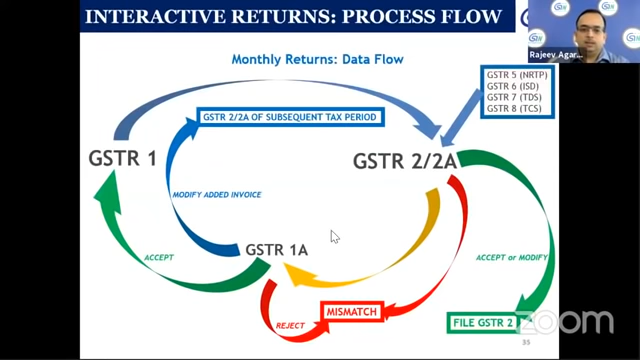 INTERACTIVE RETURNS: PROCESS FLOW
Monthly Returns: Data Flow
Rajeev Agar...
GSTR 5 (NRTP)
GSTR 6 (ISD)
GSTR 7 (TDS)
GSTR 8 (TCS)
GSTR 2/2A OF SUBSEQUENT TAX PERIOD
GSTR 1
GSTR 2/2A
MODIFY ADDED INVOICE
GSTR 1A
ACCEPT
ACCEPT or MODIFY
MISMATCH
REJECT
FILE GSTR 2
zoom
35